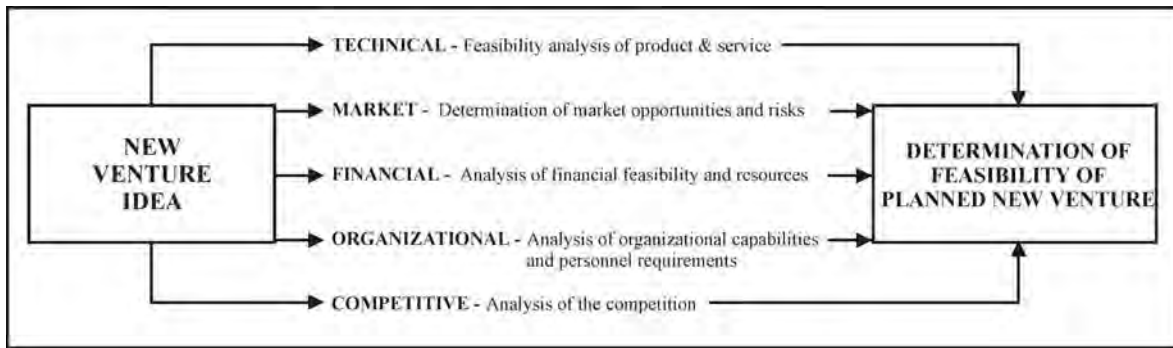 TECHNICAL - Feasibility analysis of product & service
MARKET - Determination of market opportunities and risks
NEW
VENTURE
IDEA
FINANCIAL - Analysis of financial feasibility and resources
DETERMINATION OF
FEASIBILITY OF
PLANNED NEW VENTURE
ORGANIZATIONAL - Analysis of organizational capabilities
and personnel requirements
COMPETITIVE - Analysis of the competition